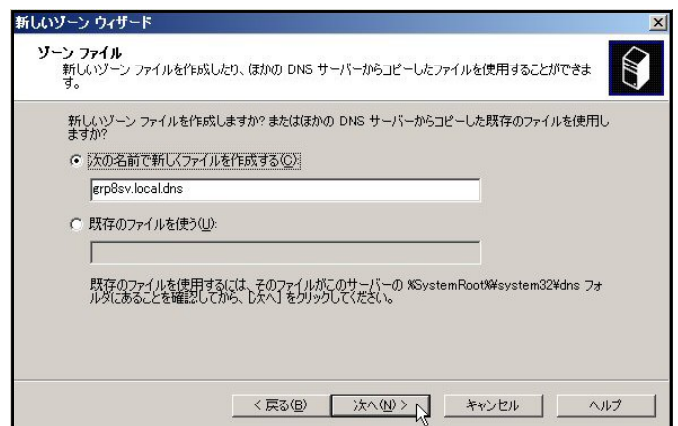 新しいゾーン ウィザード
ゾーン ファイル
新しいゾーン ファイルを作成したり、ほかの DNS サーバーからコピーしたファイルを使用することができま
す。
新しいゾーン ファイルを作成しますか? またはほかの DNS サーバーからコピーした既存のファイルを使用し
ますか?
次の名前で新しくファイルを作成する(C):
grp8sv.local.dns
既存のファイルを使う(U):
既存のファイルを使用するには、そのファイルがこのサーバーの %SystemRoot%¥system32¥dns フォ
ルダにあることを確認してから、[次へ] をクリックしてください。
< 戻る(B) 次へ(N) > キャンセル ヘルプ